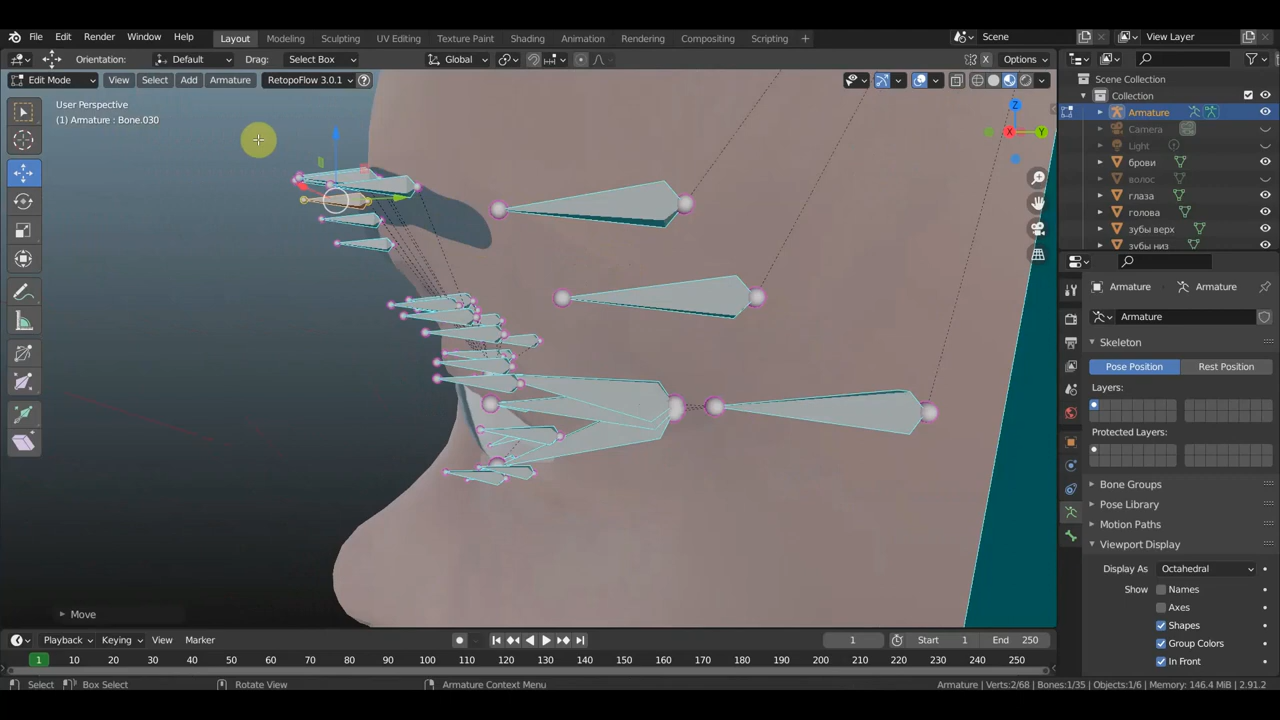 File Edit Render Window Help
Layout Modeling Sculpting UV Editing Texture Paint Shading Animation Rendering Compositing Scripting +
Scene
View Layer
Orientation: Default Drag: Select Box Global X Options
Edit Mode View Select Add Armature RetopoFlow 3.0.1
User Perspective
(1) Armature : Bone.030
Z
X
Y
Scene Collection
Collection
Armature
Camera
Light
брови
волос
глаза
голова
зубы верх
зубы низ
Armature Armature
Armature
Skeleton
Pose Position Rest Position
Layers:
Protected Layers:
Bone Groups
Pose Library
Motion Paths
Viewport Display
Display As Octahedral
Show Names
Axes
Shapes
Group Colors
In Front
Move
Playback Keying View Marker 1 Start 1 End 250
1 10 20 30 40 50 60 70 80 90 100 110 120 130 140 150 160 170 180 190 200 210 220 230 240 250
Select Box Select Rotate View Armature Context Menu Armature | Verts:2/68 | Bones:1/35 | Objects:1/6 | Memory: 146.4 MiB | 2.91.2